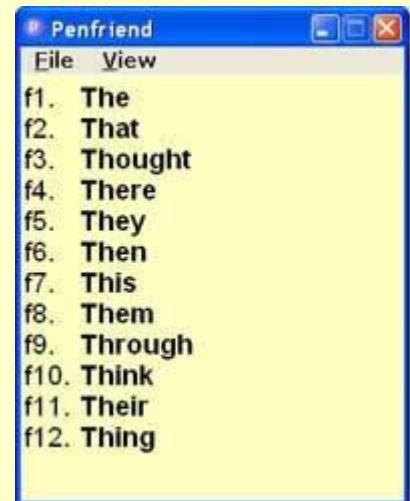 Penfriend
File View
f1. The
f2. That
f3. Thought
f4. There
f5. They
f6. Then
f7. This
f8. Them
f9. Through
f10. Think
f11. Their
f12. Thing